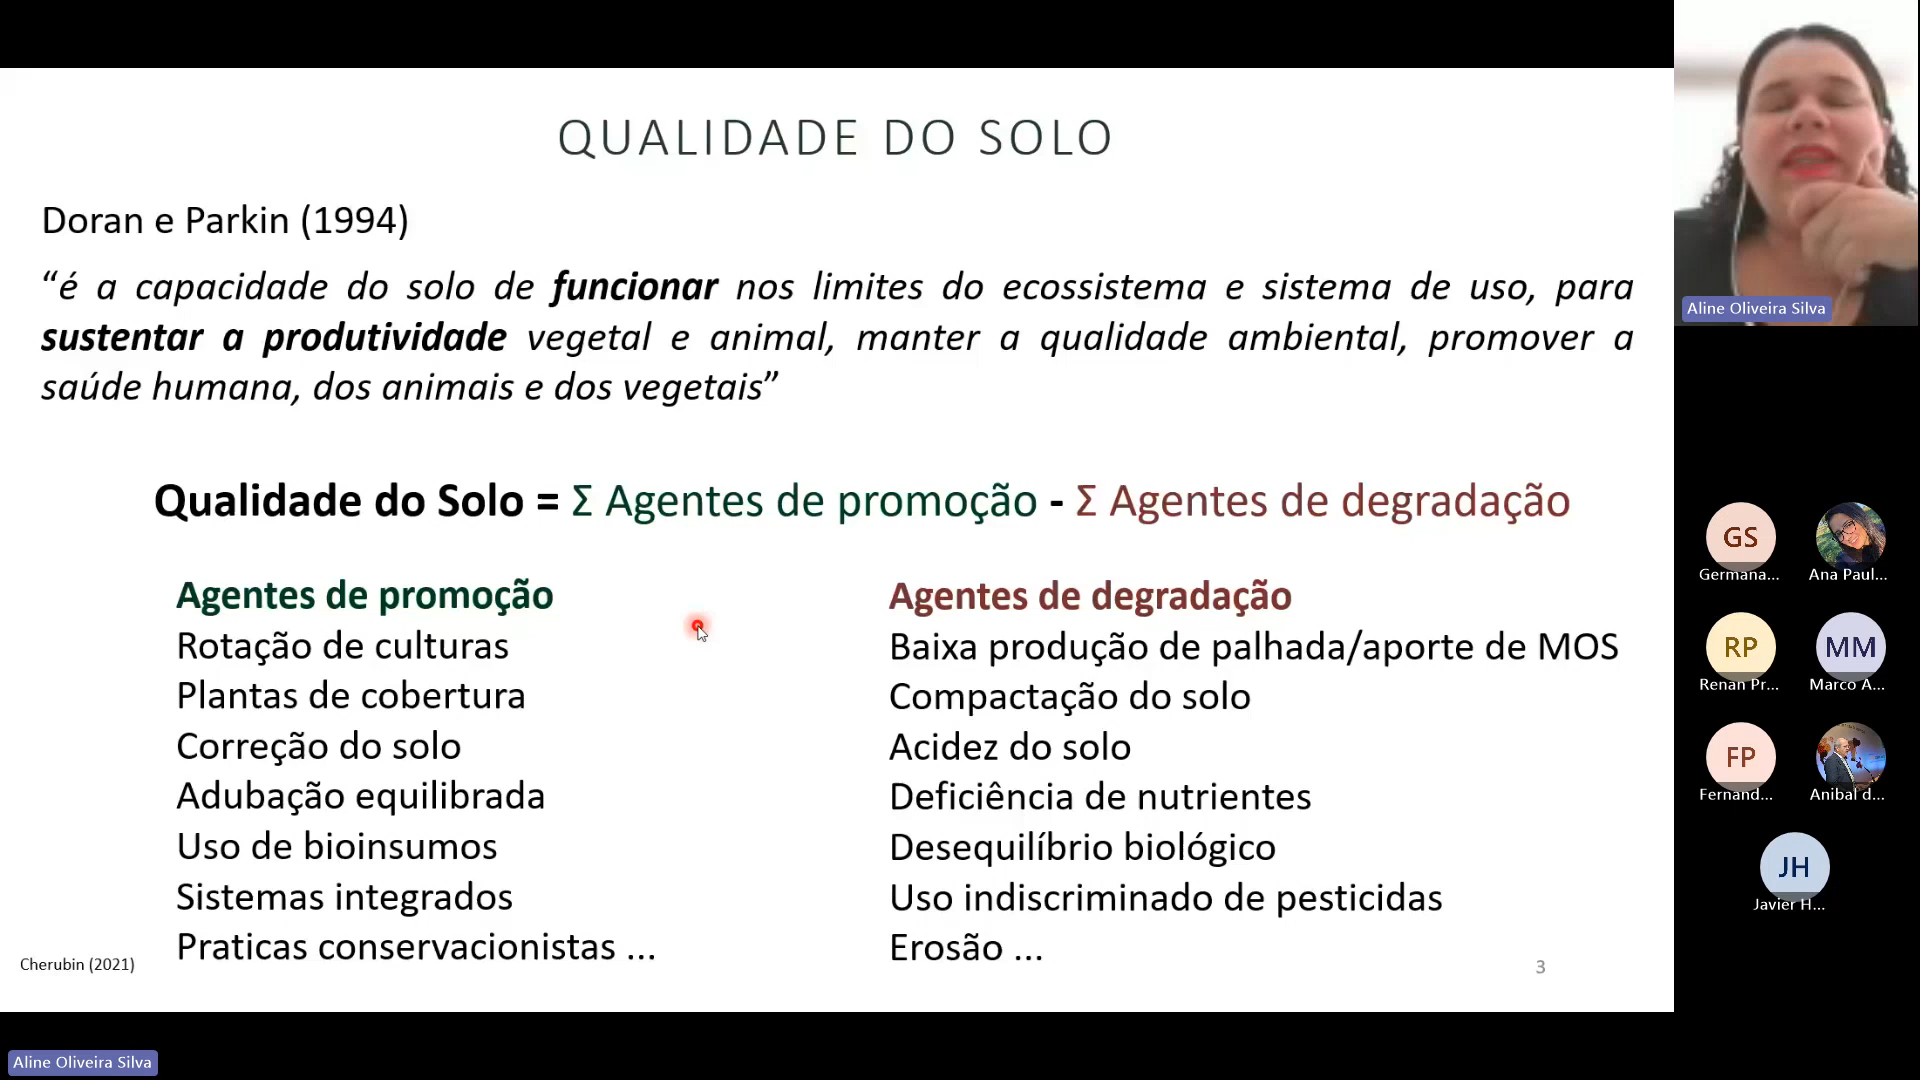 QUALIDADE DO SOLO
Doran e Parkin (1994)
“é a capacidade do solo de funcionar nos limites do ecossistema e sistema de uso, para
sustentar a produtividade vegetal e animal, manter a qualidade ambiental, promover a
saúde humana, dos animais e dos vegetais”
Qualidade do Solo = Σ Agentes de promoção - Σ Agentes de degradação
Agentes de promoção
Rotação de culturas
Plantas de cobertura
Correção do solo
Adubação equilibrada
Uso de bioinsumos
Sistemas integrados
Praticas conservacionistas ...
Agentes de degradação
Baixa produção de palhada/aporte de MOS
Compactação do solo
Acidez do solo
Deficiência de nutrientes
Desequilíbrio biológico
Uso indiscriminado de pesticidas
Erosão ...
Cherubin (2021)
3
Aline Oliveira Silva
Aline Oliveira Silva
GS
Germana...
Ana Paul...
RP
Renan Pr...
MM
Marco A...
FP
Fernand...
Anibal d...
JH
Javier H...